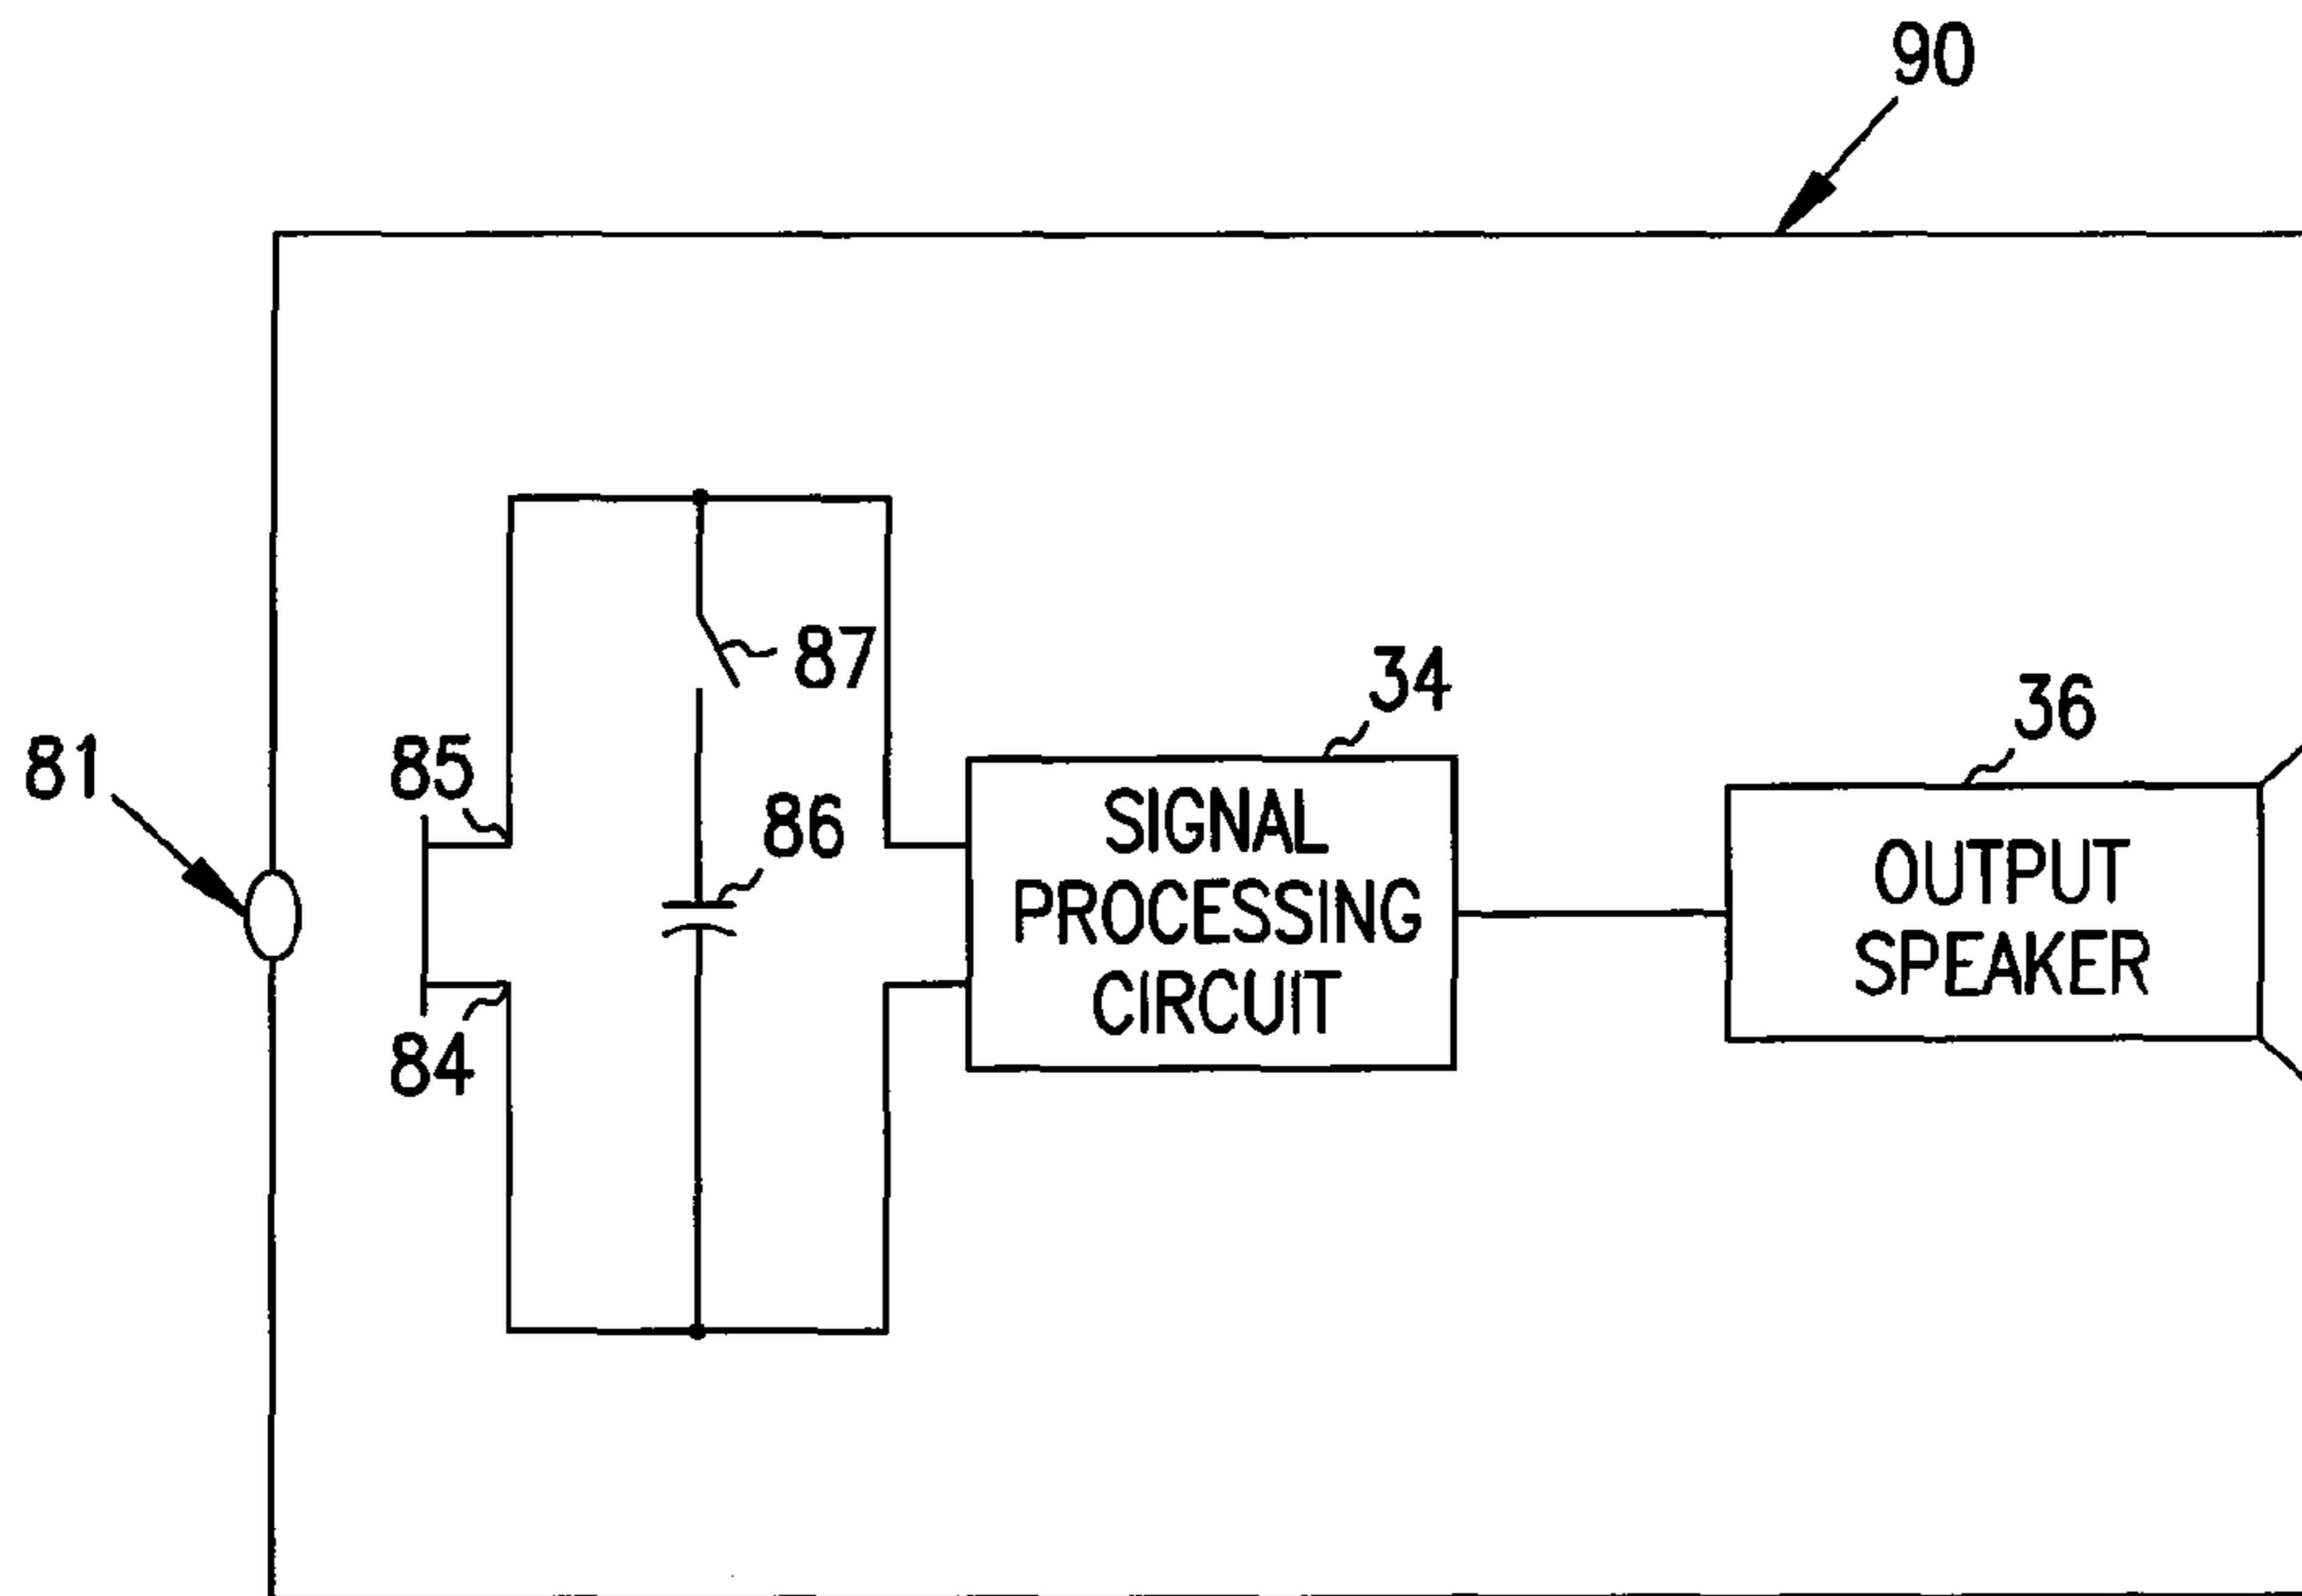 90
87
34
36
81
85
86
SIGNAL
PROCESSING
CIRCUIT
OUTPUT
SPEAKER
84